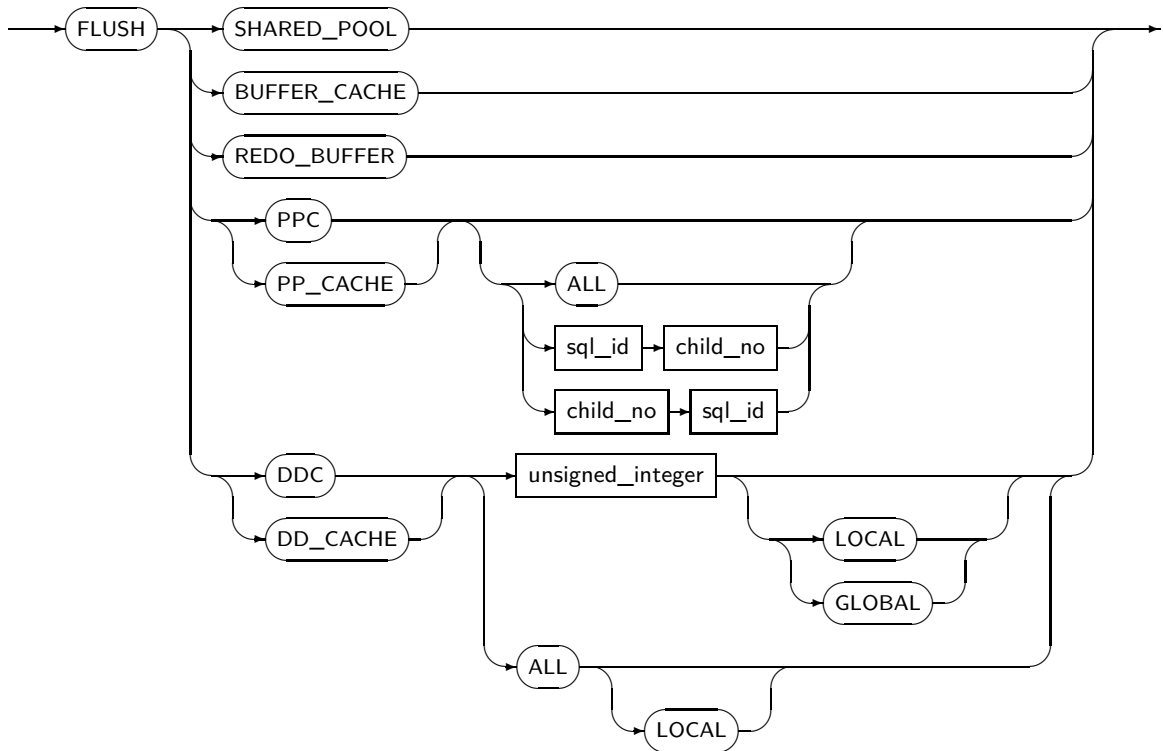 FLUSH SHARED_POOL
BUFFER_CACHE
REDO_BUFFER
PPC
PP_CACHE ALL
sql_id child_no
child_no sql_id
DDC unsigned_integer
DD_CACHE LOCAL
GLOBAL
ALL
LOCAL